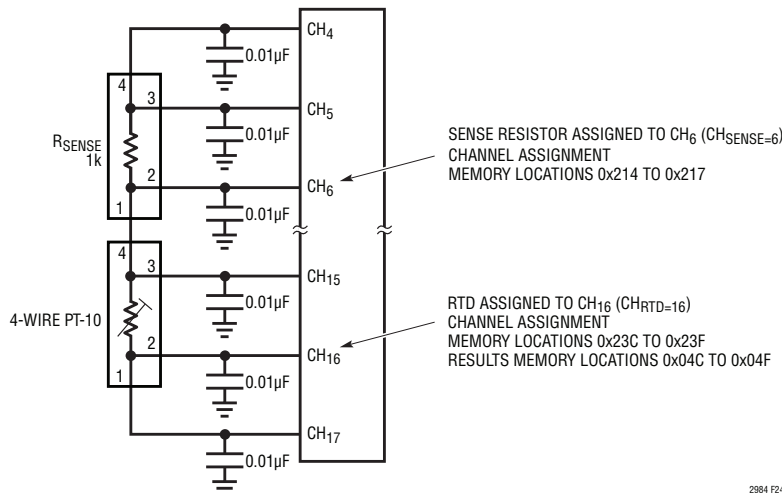 CH4
0.01µF
4
3
CH5
RSENSE
1k
0.01µF
2
CH6
1
0.01µF
SENSE RESISTOR ASSIGNED TO CH6 (CHSENSE=6)
CHANNEL ASSIGNMENT
MEMORY LOCATIONS 0x214 TO 0x217
4
3
CH15
4-WIRE PT-10
0.01µF
2
CH16
1
0.01µF
RTD ASSIGNED TO CH16 (CHRTD=16)
CHANNEL ASSIGNMENT
MEMORY LOCATIONS 0x23C TO 0x23F
RESULTS MEMORY LOCATIONS 0x04C TO 0x04F
CH17
0.01µF
2984 F24